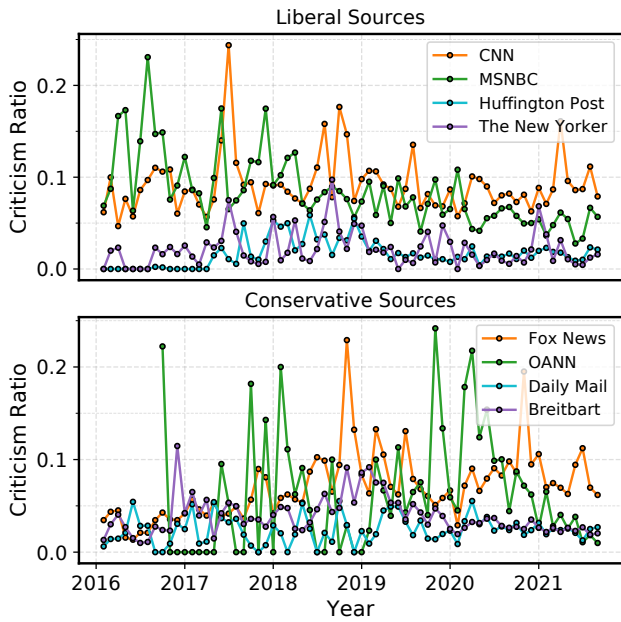 Liberal Sources
Criticism Ratio
0.2
0.1
0.0
CNN
MSNBC
Huffington Post
The New Yorker
Conservative Sources
Criticism Ratio
0.2
0.1
0.0
Fox News
OANN
Daily Mail
Breitbart
2016 2017 2018 2019 2020 2021
Year